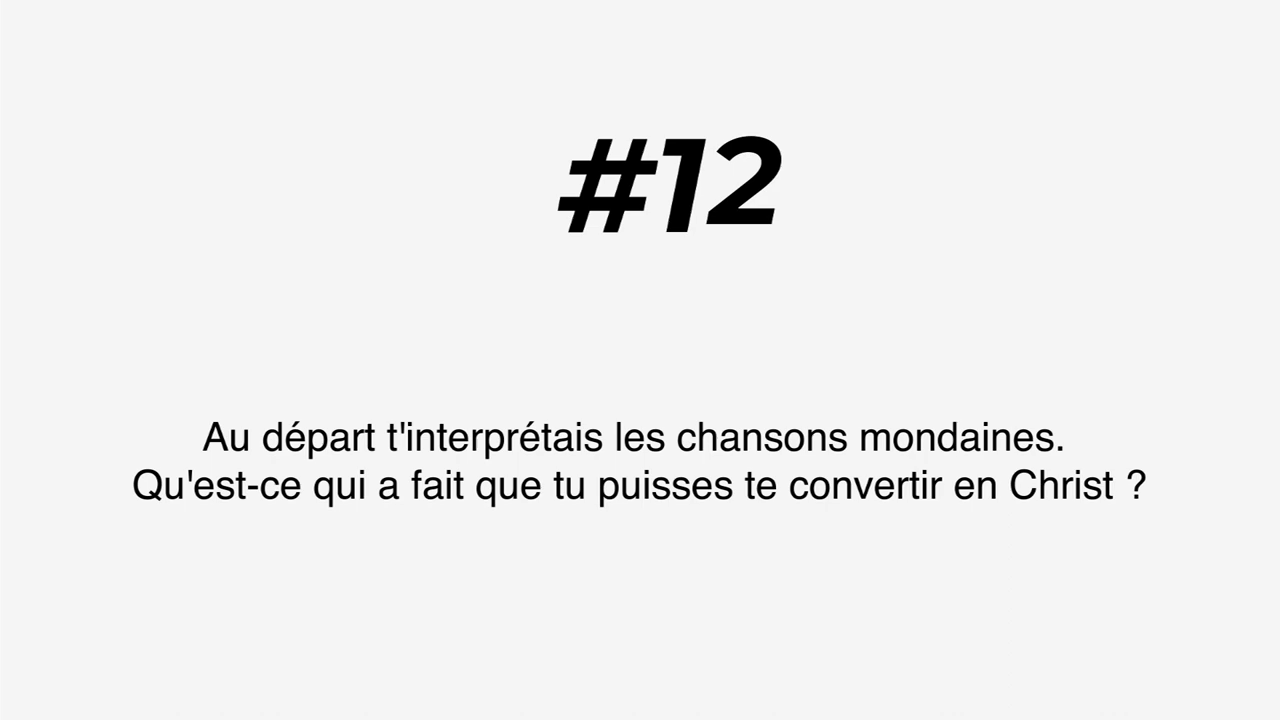 #12
Au départ t'interprétais les chansons mondaines.
Qu'est-ce qui a fait que tu puisses te convertir en Christ ?